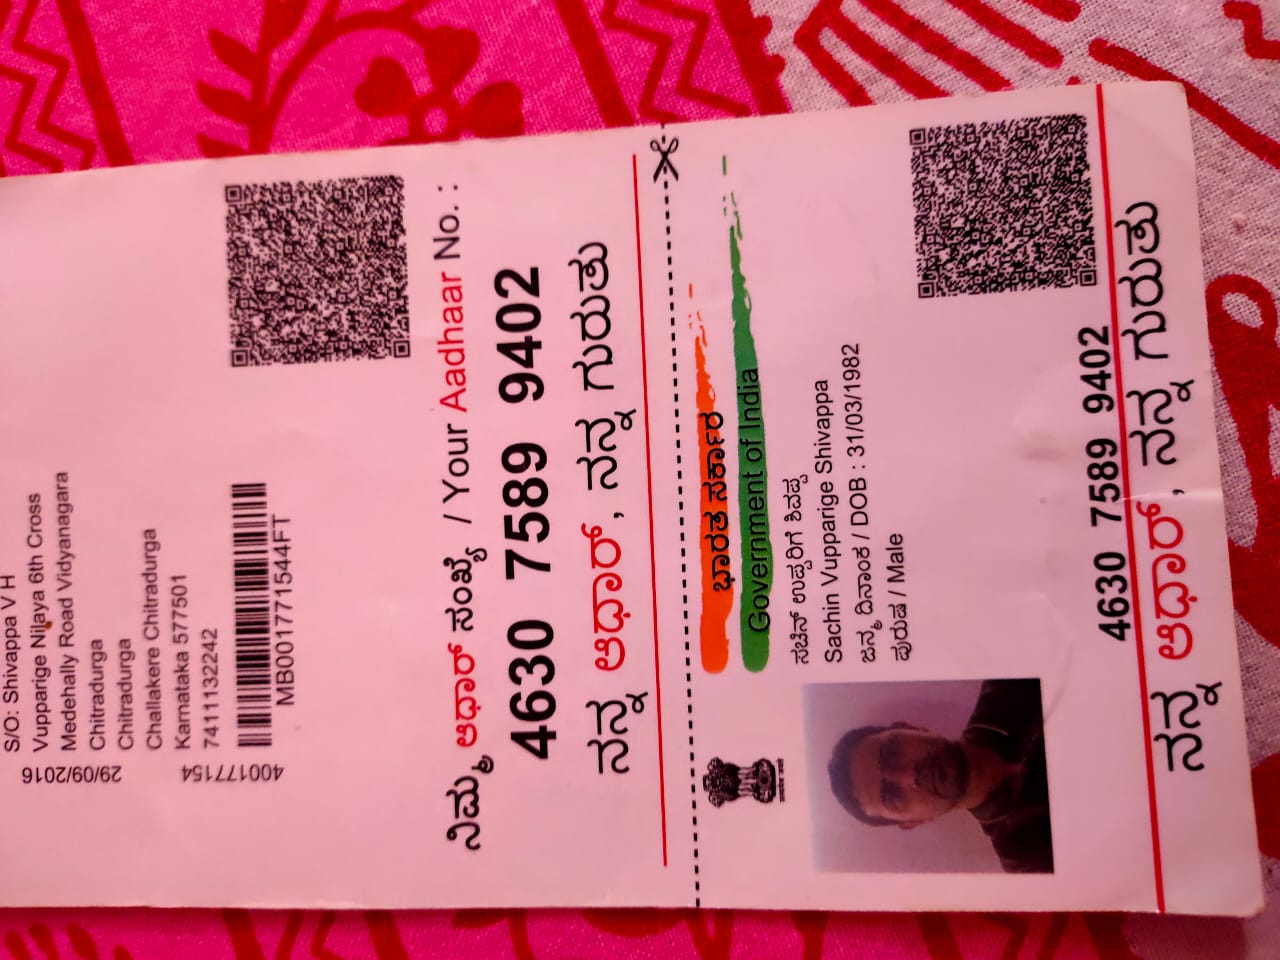 S/O: Shivappa V H
Vupparige Nilaya 6th Cross
Medehally Road Vidyanagara
Chitradurga
Chitradurga
Challakere Chitradurga
Karnataka 577501
7411132242
29/09/2016
40017715
MB001771544FT
ನಿಮ್ಮ ಆಧಾರ್ ಸಂಖ್ಯೆ / Your Aadhaar No. :
4630 7589 9402
ನನ್ನ ಆಧಾರ್, ನನ್ನ ಗುರುತು
ಭಾರತ ಸರ್ಕಾರ
Government of India
ಸಚಿನ್ ಉಪ್ಪರಿಗೆ ಶಿವಪ್ಪ
Sachin Vupparige Shivappa
ಜನ್ಮ ದಿನಾಂಕ / DOB : 31/03/1982
ಪುರುಷ / Male
4630 7589 9402
ನನ್ನ ಆಧಾರ್, ನನ್ನ ಗುರುತು